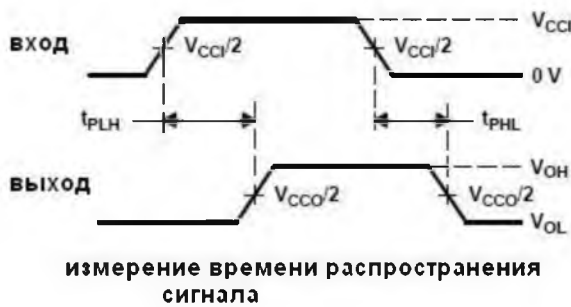 V_CCI
ВХОД
V_CCI/2
V_CCI/2
0 V
t_PLH
t_PHL
V_OH
ВЫХОД
V_CCO/2
V_CCO/2
V_OL
измерение времени распространения
сигнала